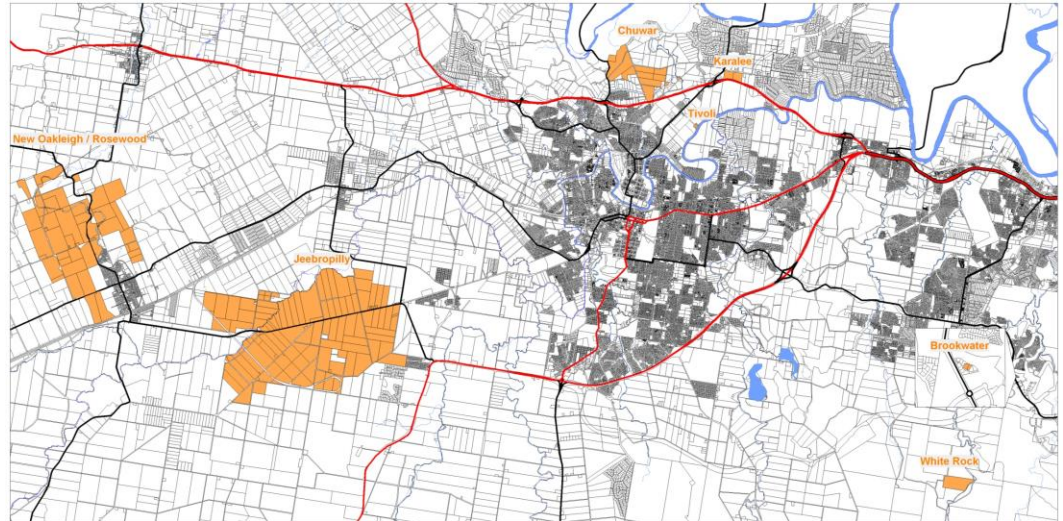 Chuwar
Karalee
Tivoli
New Oakleigh / Rosewood
Jeebropilly
Brookwater
White Rock